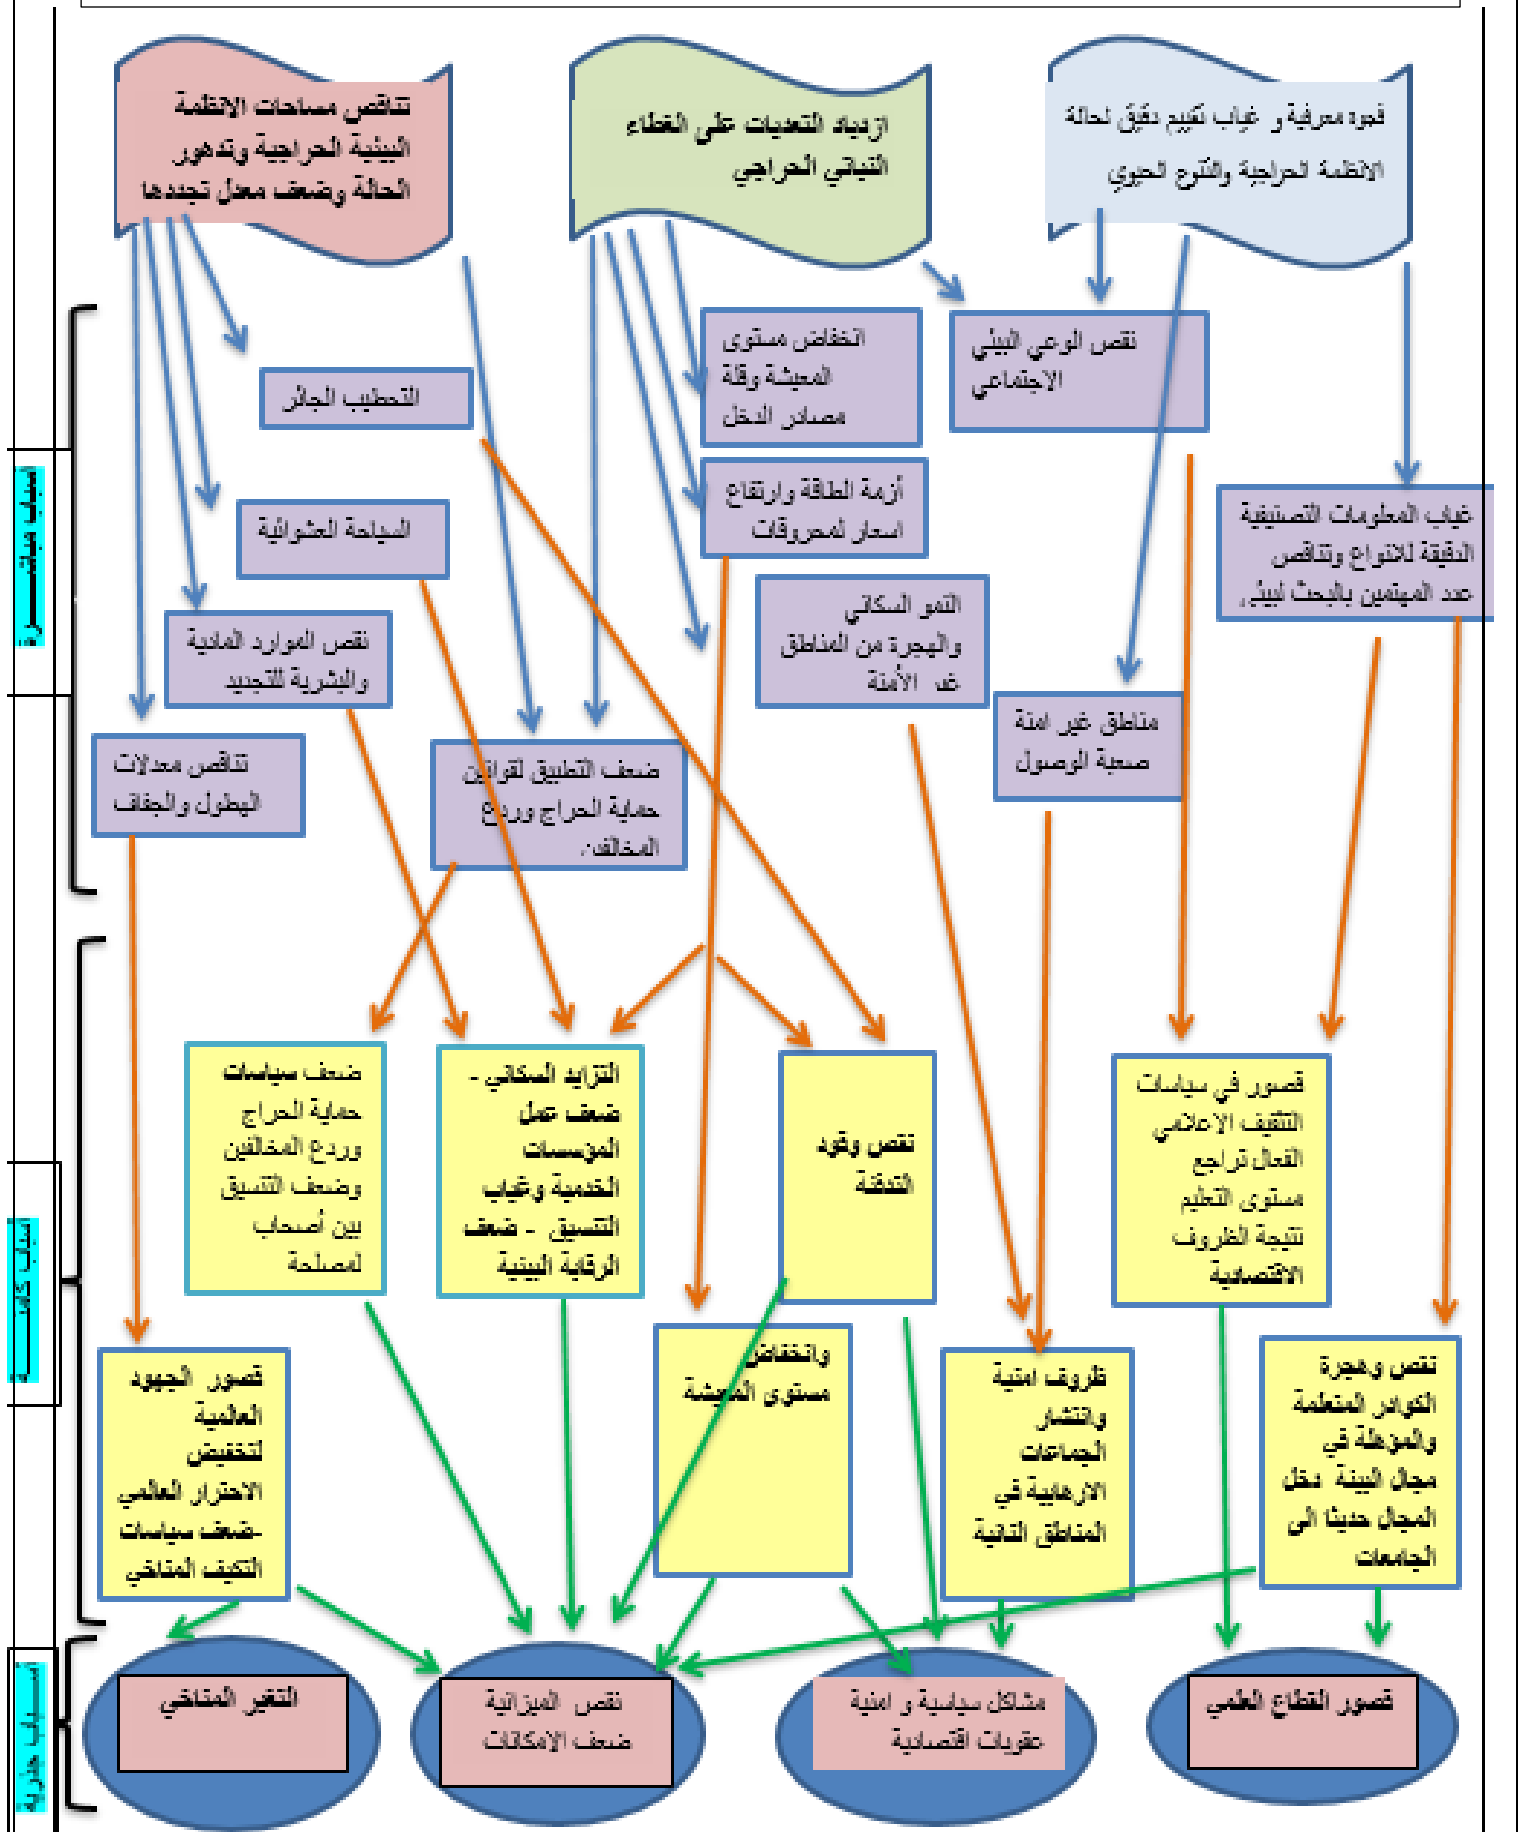 فجوة معرفية و غياب تقييم دقيق لحالة
الانظمة الحراجية والتنوع الحيوي
ازدياد التعديات على الغطاء
النباتي الحراجي
تناقص مساحات الانظمة
البيئية الحراجية وتدهور
الحالة وضعف معدل تجددها
أسباب مباشـــــرة
نقص الوعي البيئي
الاجتماعي
انخفاض مستوى
المعيشة وقلة
مصادر الدخل
التحطيب الجائر
غياب المعلومات التصنيفية
الدقيقة للانواع وتناقص
عدد المهتمين بالبحث لبيئي
أزمة الطاقة وارتفاع
اسعار لمحروقات
السياحة العشوائية
النمو السكاني
والهجرة من المناطق
غير الأمنة
نقص الموارد المادية
والبشرية للتجديد
مناطق غير امنة
صعبة الوصول
ضعف التطبيق لقوانين
حماية الحراج وردع
المخالفين
تناقص معدلات
الهطول والجفاف
أسباب كامنـــــة
قصور في سياسات
التثقيف الاعلامي
الفعال تراجع
مستوى التعليم
نتيجة الظروف
الاقتصادية
نقص وقود
التدفئة
التزايد السكاني -
ضعف عمل
المؤسسات
الخدمية وغياب
التنسيق - ضعف
الرقابة البيئية
ضعف سياسات
حماية الحراج
وردع المخالفين
وضعف التنسيق
بين أصحاب
لمصلحة
نقص وهجرة
الكوادر المتعلمة
والمؤهلة في
مجال البيئة دخل
المجال حديثا الى
الجامعات
ظروف امنية
وانتشار
الجماعات
الارهابية في
المناطق النائية
وانخفاض
مستوى المعيشة
قصور الجهود
العالمية
لتخفيض
الاحترار العالمي
-ضعف سياسات
التكيف المناخي
أســباب جذرية
قصور القطاع العلمي
مشاكل سياسية و امنية
عقوبات اقتصادية
نقص الميزانية
ضعف الامكانات
التغير المناخي